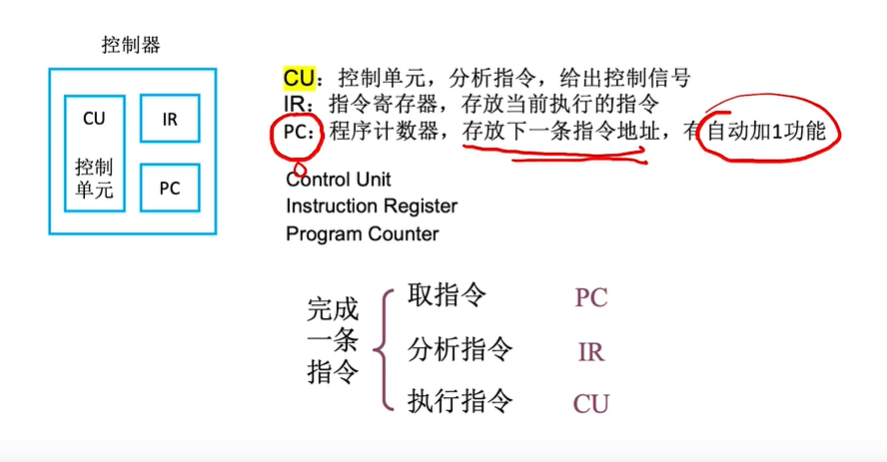 控制器
CU
控制
单元
IR
PC
CU：控制单元，分析指令，给出控制信号
IR：指令寄存器，存放当前执行的指令
PC：程序计数器，存放下一条指令地址，有自动加1功能
Control Unit
Instruction Register
Program Counter
完成
一条
指令
取指令 PC
分析指令 IR
执行指令 CU